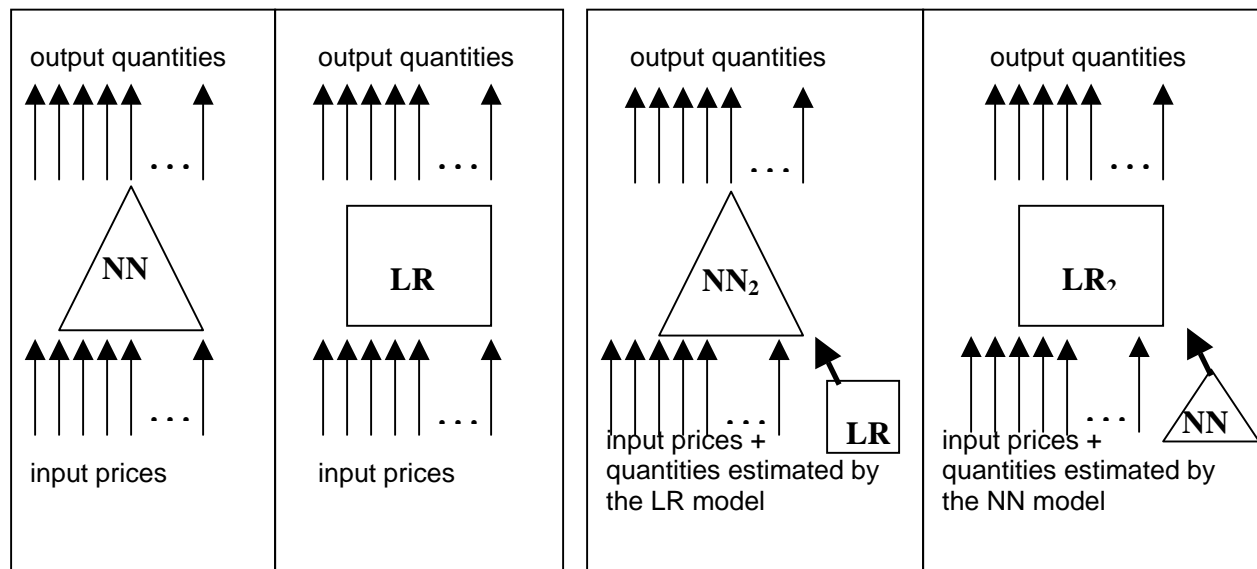 output quantities
. . .
NN
. . .
input prices
output quantities
. . .
LR
. . .
input prices
output quantities
. . .
NN₂
. . .
LR
input prices +
quantities estimated by
the LR model
output quantities
. . .
LR₂
. . .
NN
input prices +
quantities estimated by
the NN model